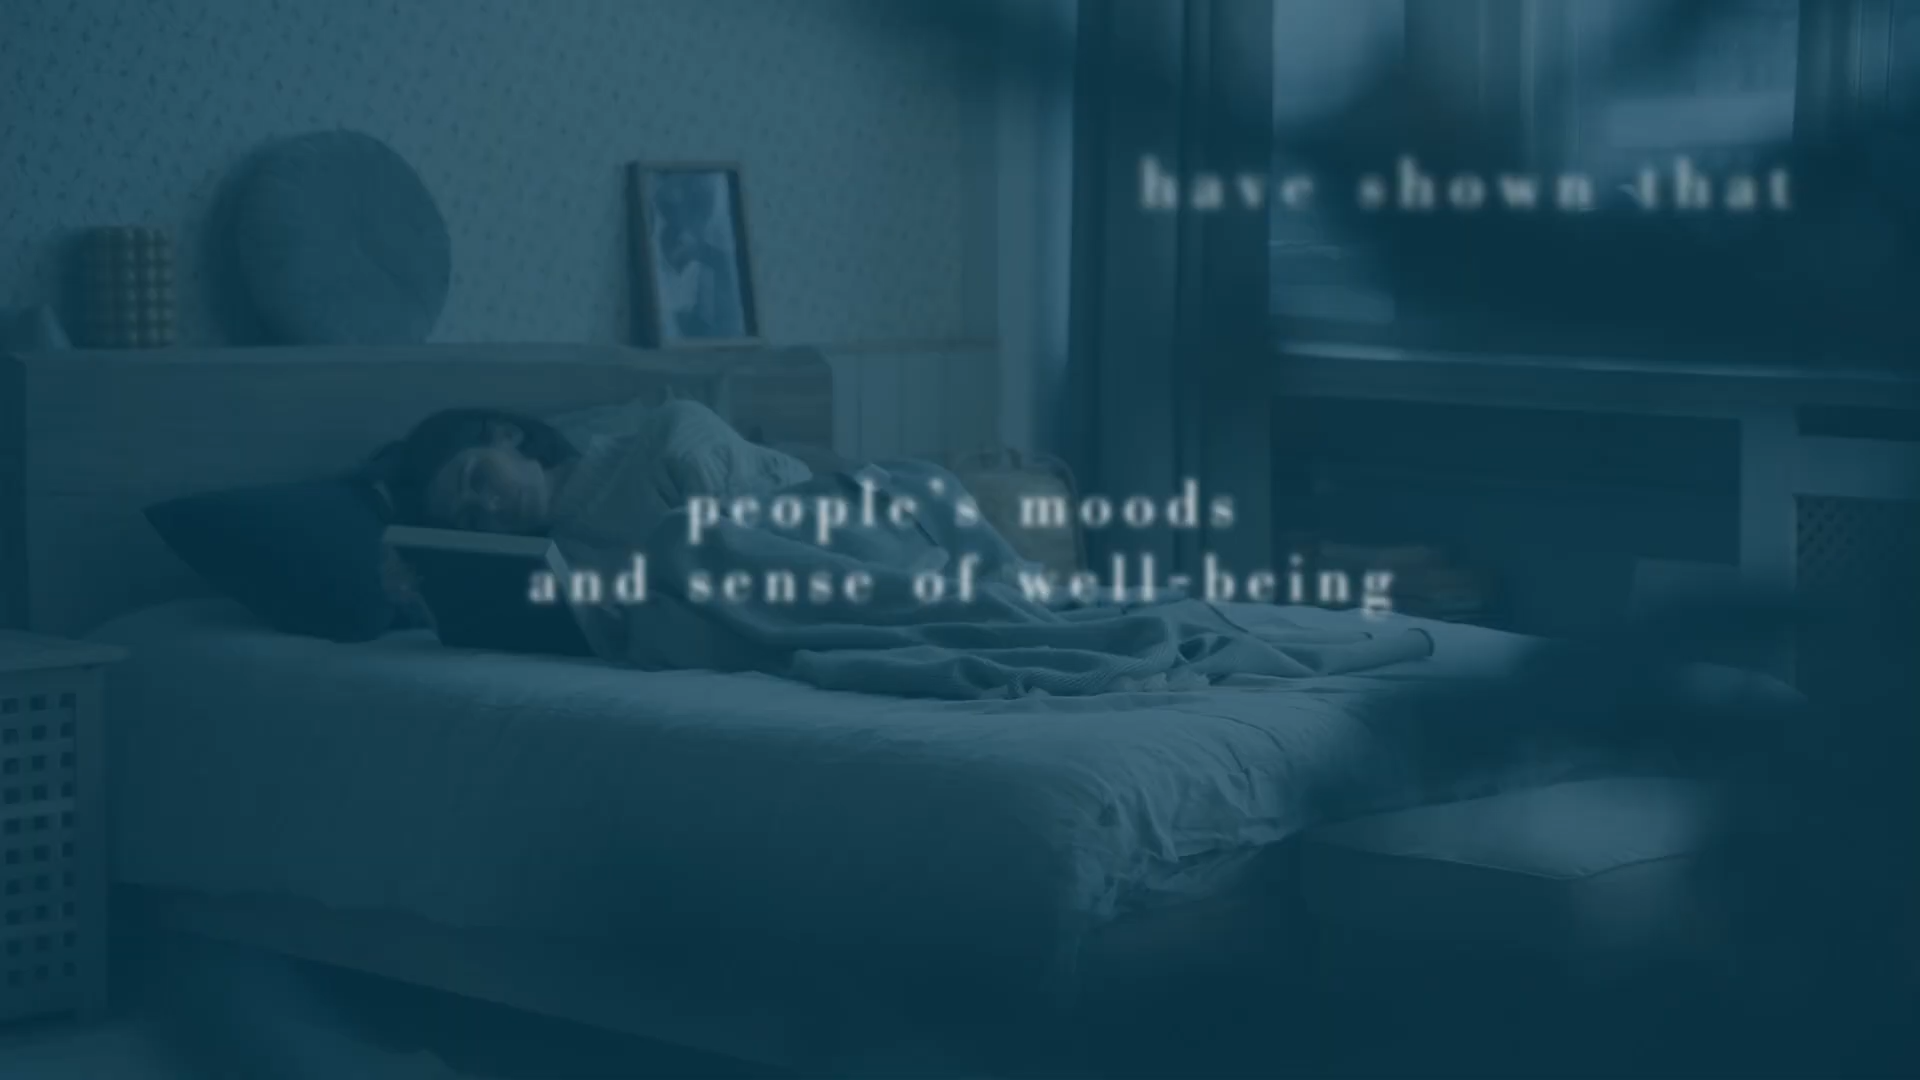 have shown that
people's moods
and sense of well-being